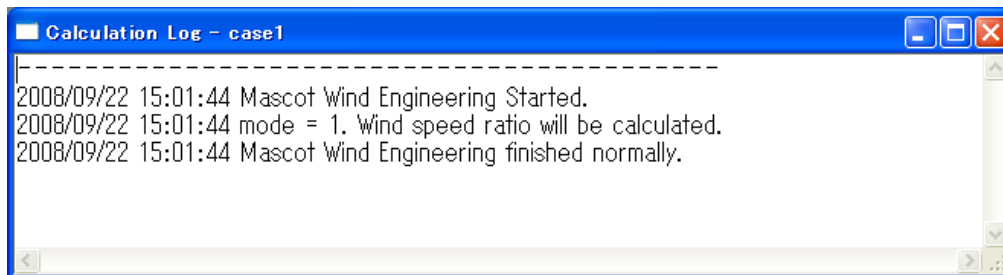 Calculation Log - case1
--------------------------------------------
2008/09/22 15:01:44 Mascot Wind Engineering Started.
2008/09/22 15:01:44 mode = 1. Wind speed ratio will be calculated.
2008/09/22 15:01:44 Mascot Wind Engineering finished normally.